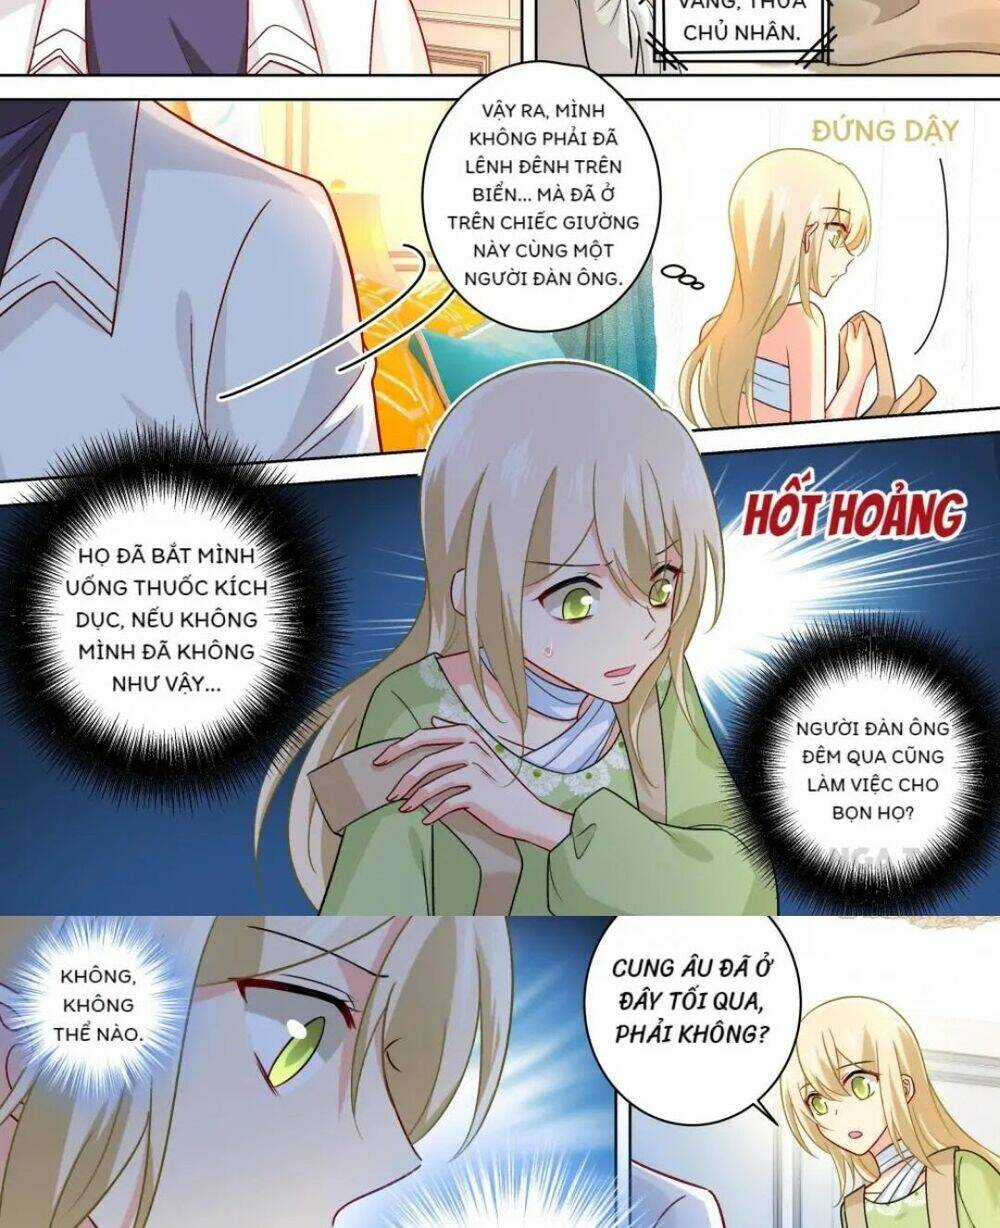 VÂNG, THƯA
CHỦ NHÂN.
VẬY RA, MÌNH
KHÔNG PHẢI ĐÃ
LÊNH ĐÊNH TRÊN
BIỂN... MÀ ĐÃ Ở
TRÊN CHIẾC GIƯỜNG
NÀY CÙNG MỘT
NGƯỜI ĐÀN ÔNG.
ĐỨNG DẬY
HỐT HOẢNG
HỌ ĐÃ BẮT MÌNH
UỐNG THUỐC KÍCH
DỤC, NẾU KHÔNG
MÌNH ĐÃ KHÔNG
NHƯ VẬY...
NGƯỜI ĐÀN ÔNG
ĐÊM QUA CŨNG
LÀM VIỆC CHO
BỌN HỌ?
KHÔNG,
KHÔNG
THỂ NÀO.
CUNG ÂU ĐÃ Ở
ĐÂY TỐI QUA,
PHẢI KHÔNG?